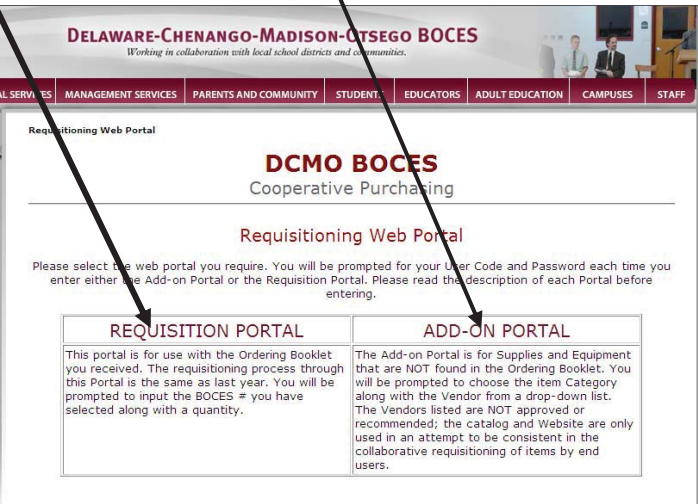 DELAWARE-CHENANGO-MADISON-OTSEGO BOCES
Working in collaboration with local school districts and communities.
AL SERVICES MANAGEMENT SERVICES PARENTS AND COMMUNITY STUDENTS EDUCATORS ADULT EDUCATION CAMPUSES STAFF
Requisitioning Web Portal
DCMO BOCES
Cooperative Purchasing
Requisitioning Web Portal
Please select the web portal you require. You will be prompted for your User Code and Password each time you
enter either the Add-on Portal or the Requisition Portal. Please read the description of each Portal before
entering.
REQUISITION PORTAL
This portal is for use with the Ordering Booklet
you received. The requisitioning process through
this Portal is the same as last year. You will be
prompted to input the BOCES # you have
selected along with a quantity.
ADD-ON PORTAL
The Add-on Portal is for Supplies and Equipment
that are NOT found in the Ordering Booklet. You
will be prompted to choose the item Category
along with the Vendor from a drop-down list.
The Vendors listed are NOT approved or
recommended; the catalog and Website are only
used in an attempt to be consistent in the
collaborative requisitioning of items by end
users.